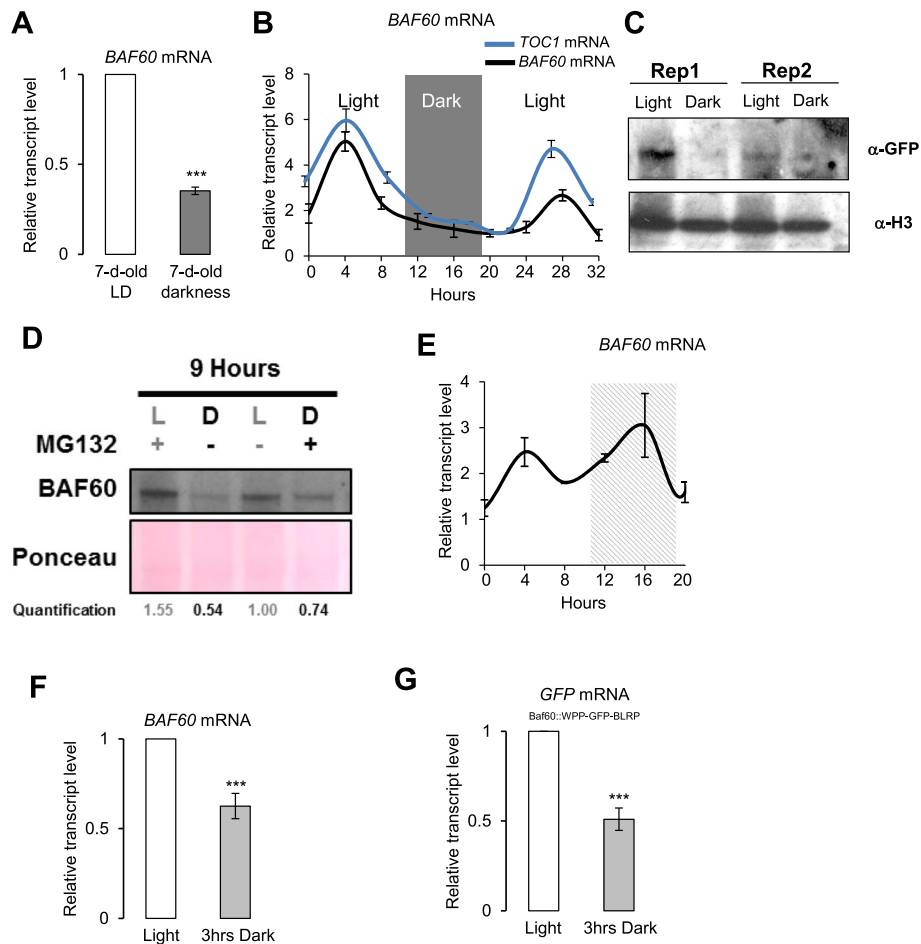 A
BAF60 mRNA
Relative transcript level
1
0.5
0
***
7-d-old LD
7-d-old darkness
B
BAF60 mRNA
TOC1 mRNA
BAF60 mRNA
Relative transcript level
8
6
4
2
0
Light
Dark
Light
0 4 8 12 16 20 24 28 32
Hours
C
Rep1 Rep2
Light Dark Light Dark
α-GFP
α-H3
D
9 Hours
L D L D
MG132 + - - +
BAF60
Ponceau
Quantification 1.55 0.54 1.00 0.74
E
BAF60 mRNA
Relative transcript level
4
3
2
1
0
0 4 8 12 16 20
Hours
F
BAF60 mRNA
Relative transcript level
1
0.5
0
***
Light 3hrs Dark
G
GFP mRNA
Baf60::WPP-GFP-BLRP
Relative transcript level
1
0.5
0
***
Light 3hrs Dark